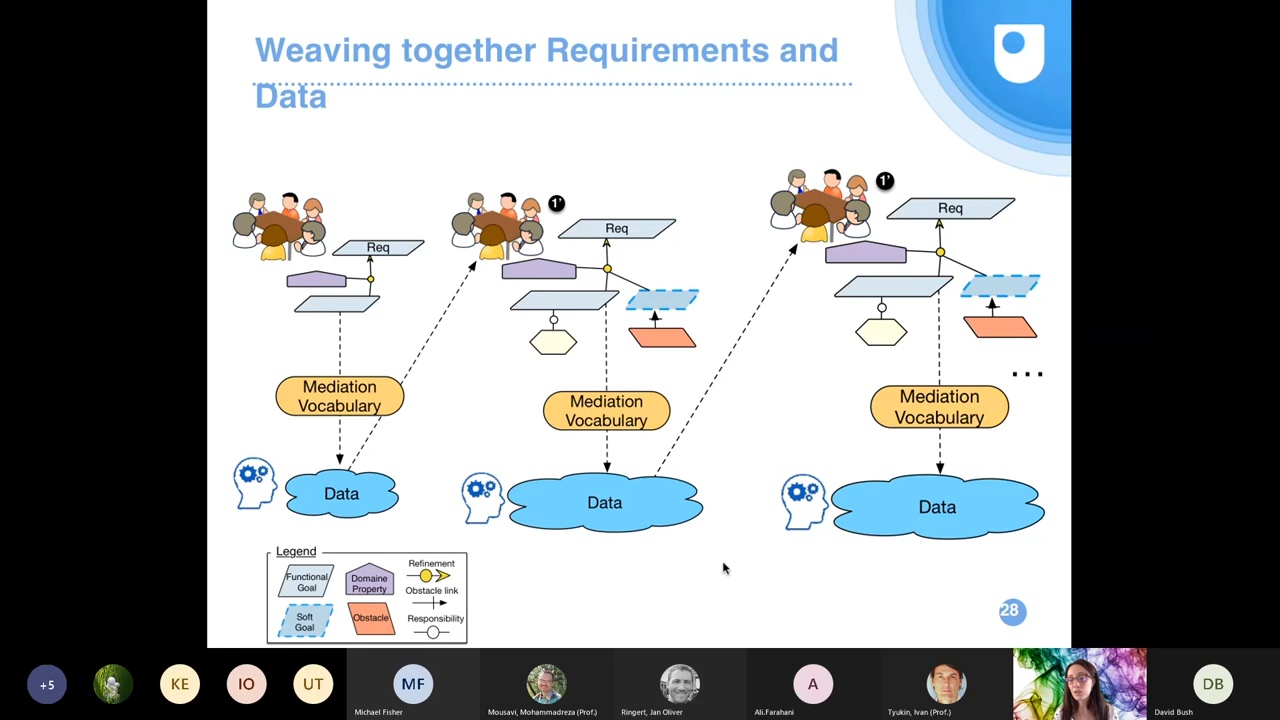 Weaving together Requirements and
Data
1'
1'
Req
Req
Req
Mediation
Vocabulary
Mediation
Vocabulary
Mediation
Vocabulary
...
Data
Data
Data
Legend
Functional
Goal
Domaine
Property
Refinement
Obstacle link
Soft
Goal
Obstacle
Responsibility
28
+5
KE
IO
UT
MF
A
DB
Michael Fisher
Mousavi, Mohammadreza (Prof.)
Ringert, Jan Oliver
Ali.Farahani
Tyukin, Ivan (Prof.)
David Bush